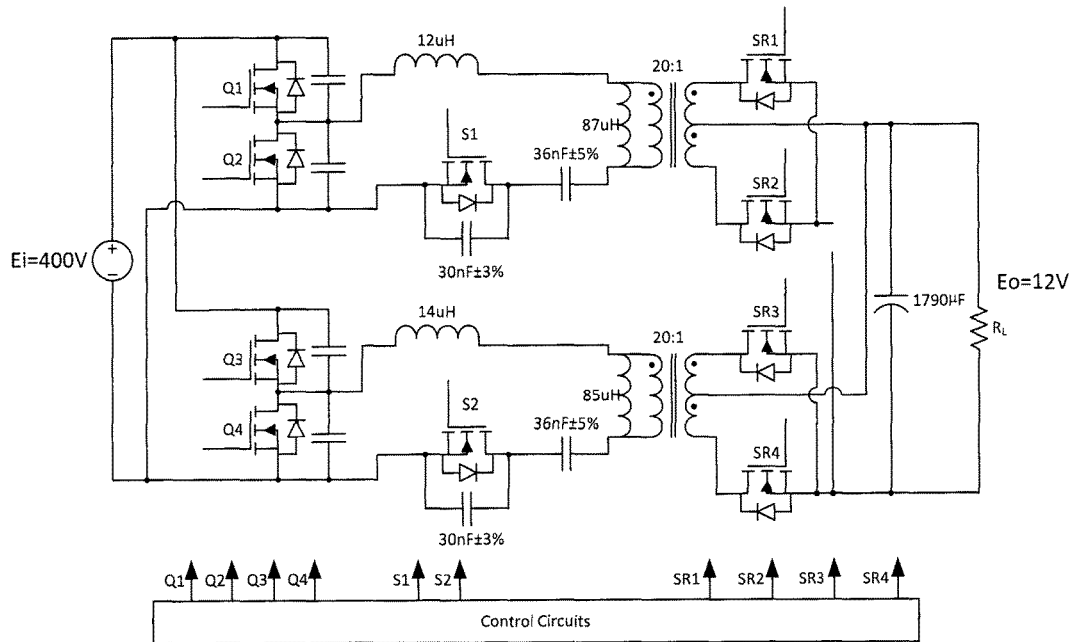 12uH
20:1
SR1
Q1
S1
87uH
36nF±5%
Q2
SR2
30nF±3%
Ei=400V
Eo=12V
1790µF
RL
14uH
20:1
SR3
Q3
S2
85uH
36nF±5%
Q4
SR4
30nF±3%
Q1 Q2 Q3 Q4 S1 S2 SR1 SR2 SR3 SR4
Control Circuits